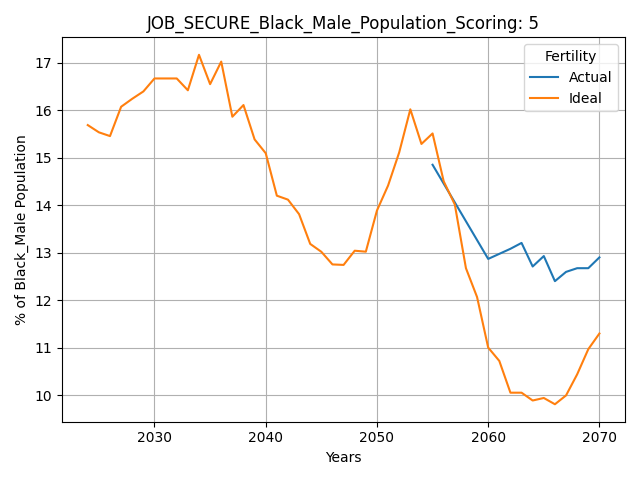 JOB_SECURE_Black_Male_Population_Scoring: 5
Fertility
Actual
Ideal
% of Black_Male Population
17
16
15
14
13
12
11
10
2030 2040 2050 2060 2070
Years